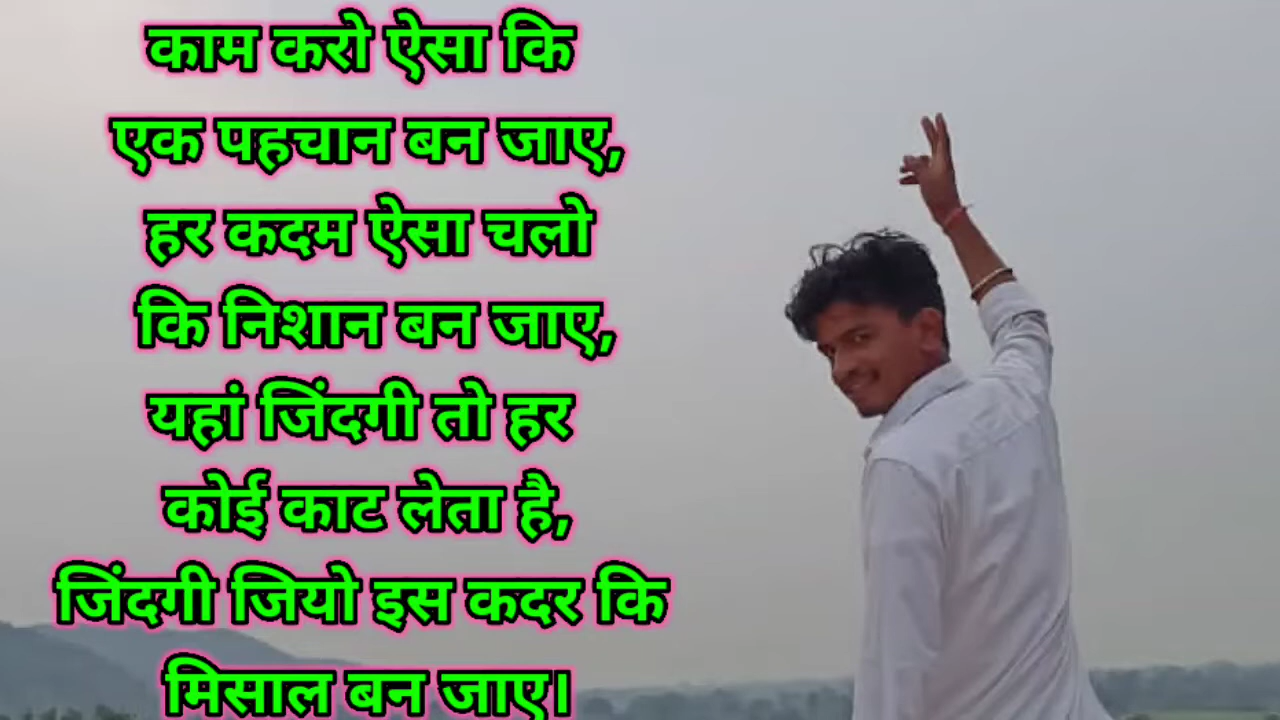 काम करो ऐसा कि
एक पहचान बन जाए,
हर कदम ऐसा चलो
कि निशान बन जाए,
यहां जिंदगी तो हर
कोई काट लेता है,
जिंदगी जियो इस कदर कि
मिसाल बन जाए।